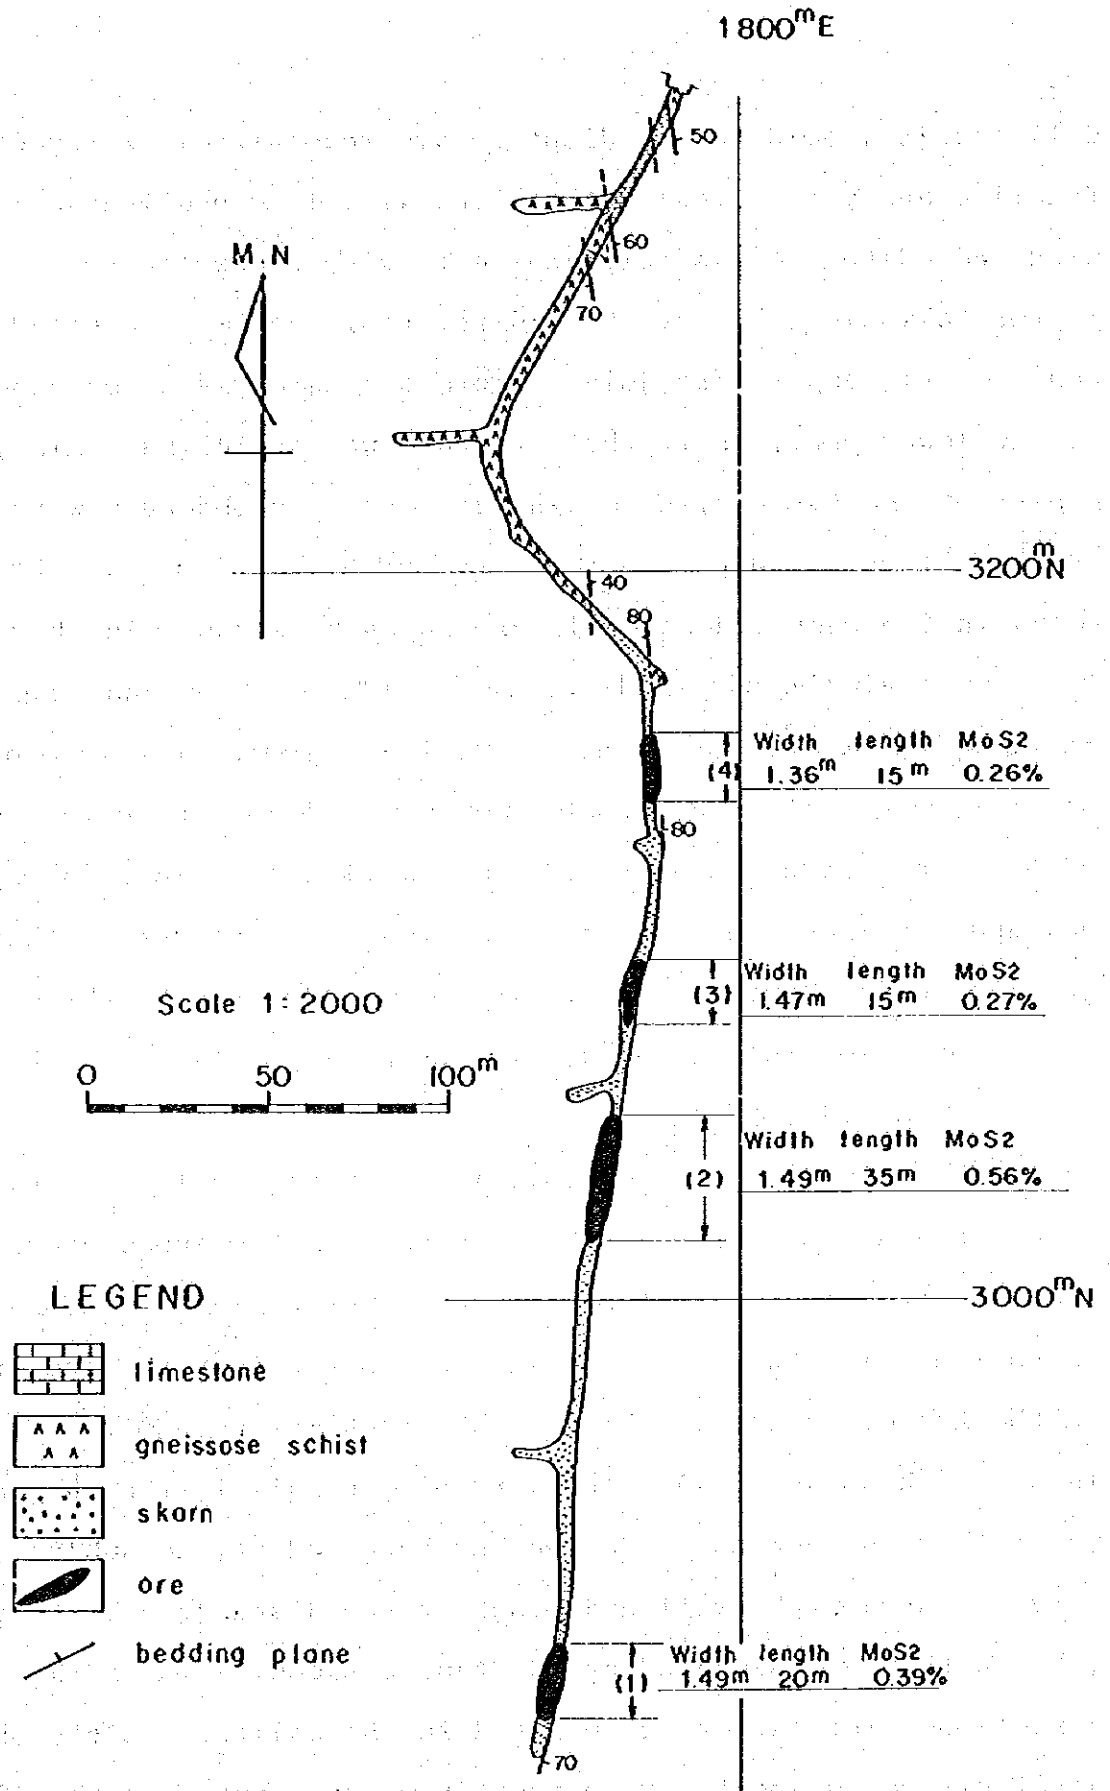 1800ᵐE
50
M.N
60
70
3200ᵐN
40
80
Width length MoS2
(4) 1.36ᵐ 15ᵐ 0.26%
80
Width length MoS2
(3) 1.47m 15m 0.27%
Scale 1:2000
0 50 100ᵐ
Width length MoS2
(2) 1.49m 35m 0.56%
3000ᵐN
LEGEND
limestone
gneissose schist
skarn
ore
bedding plane
Width length MoS2
(1) 1.49m 20m 0.39%
70